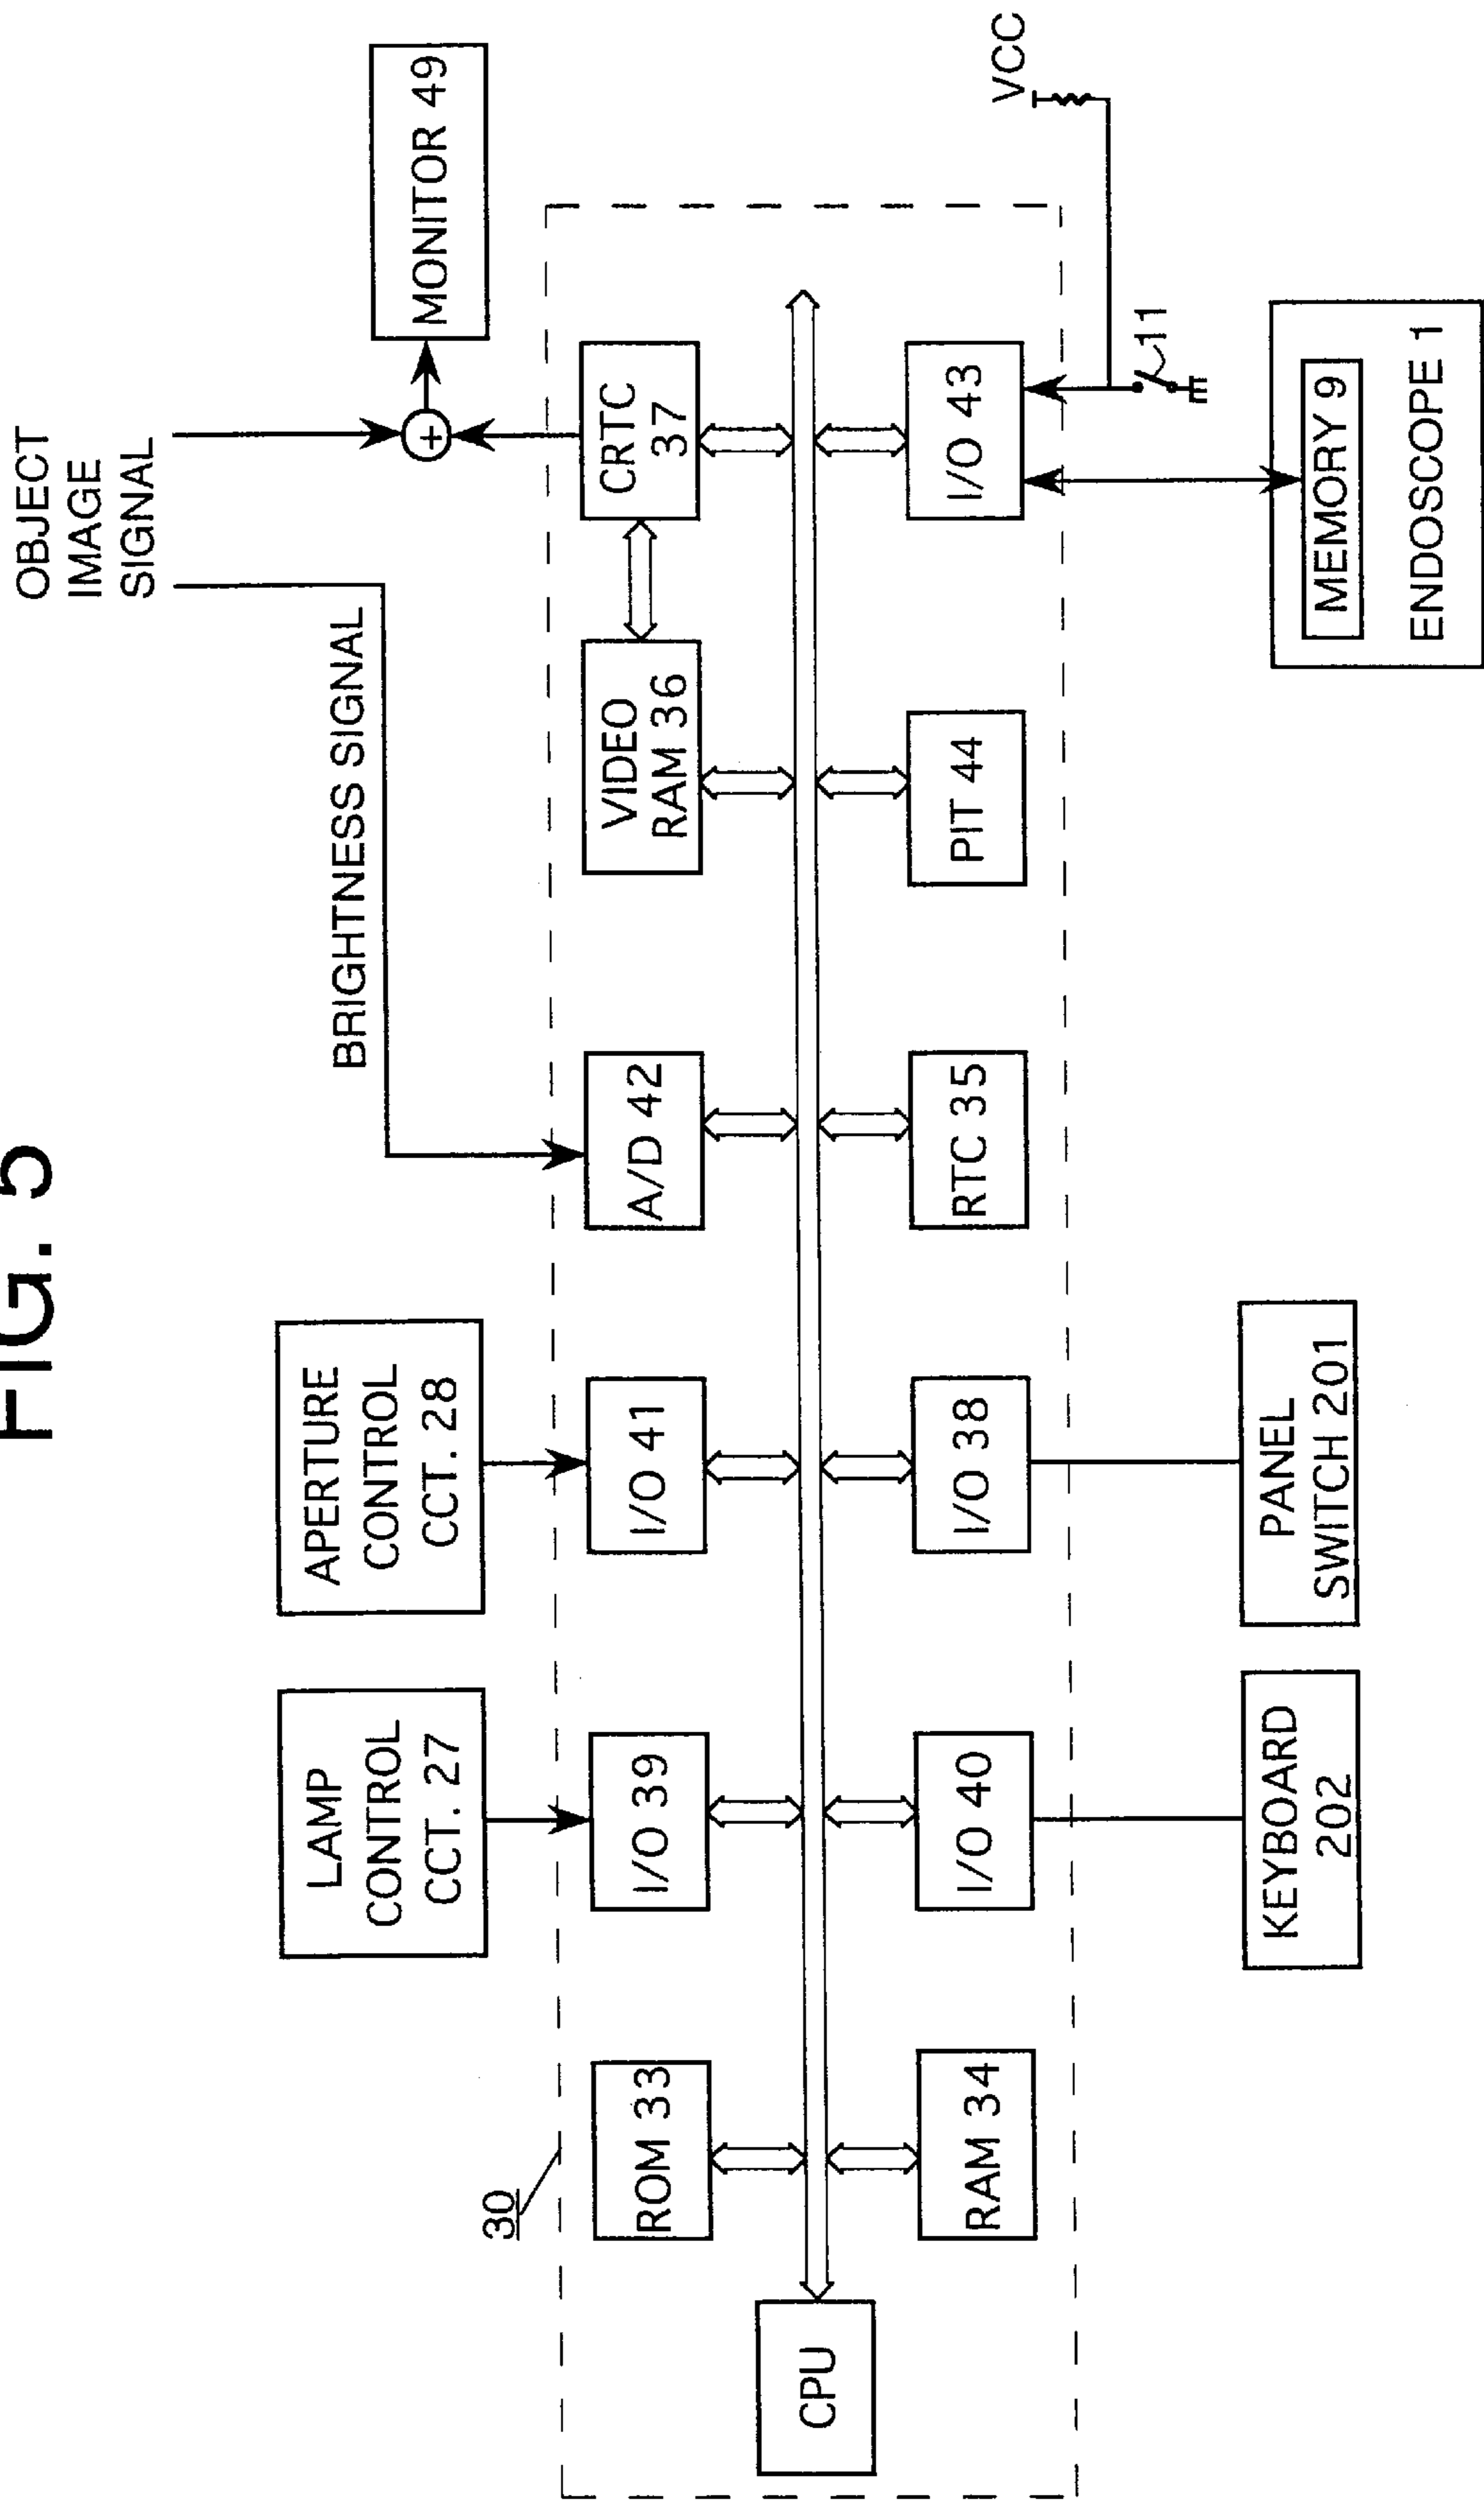 FIG. 5
OBJECT
IMAGE
SIGNAL
BRIGHTNESS SIGNAL
MONITOR 49
LAMP
CONTROL
CCT. 27
APERTURE
CONTROL
CCT. 28
+
30
ROM 33
I/O 39
I/O 41
A/D 42
VIDEO
RAM 36
CRTC
37
CPU
RAM 34
I/O 40
I/O 38
RTC 35
PIT 44
I/O 43
VCC
11
KEYBOARD
202
PANEL
SWITCH 201
MEMORY 9
ENDOSCOPE 1